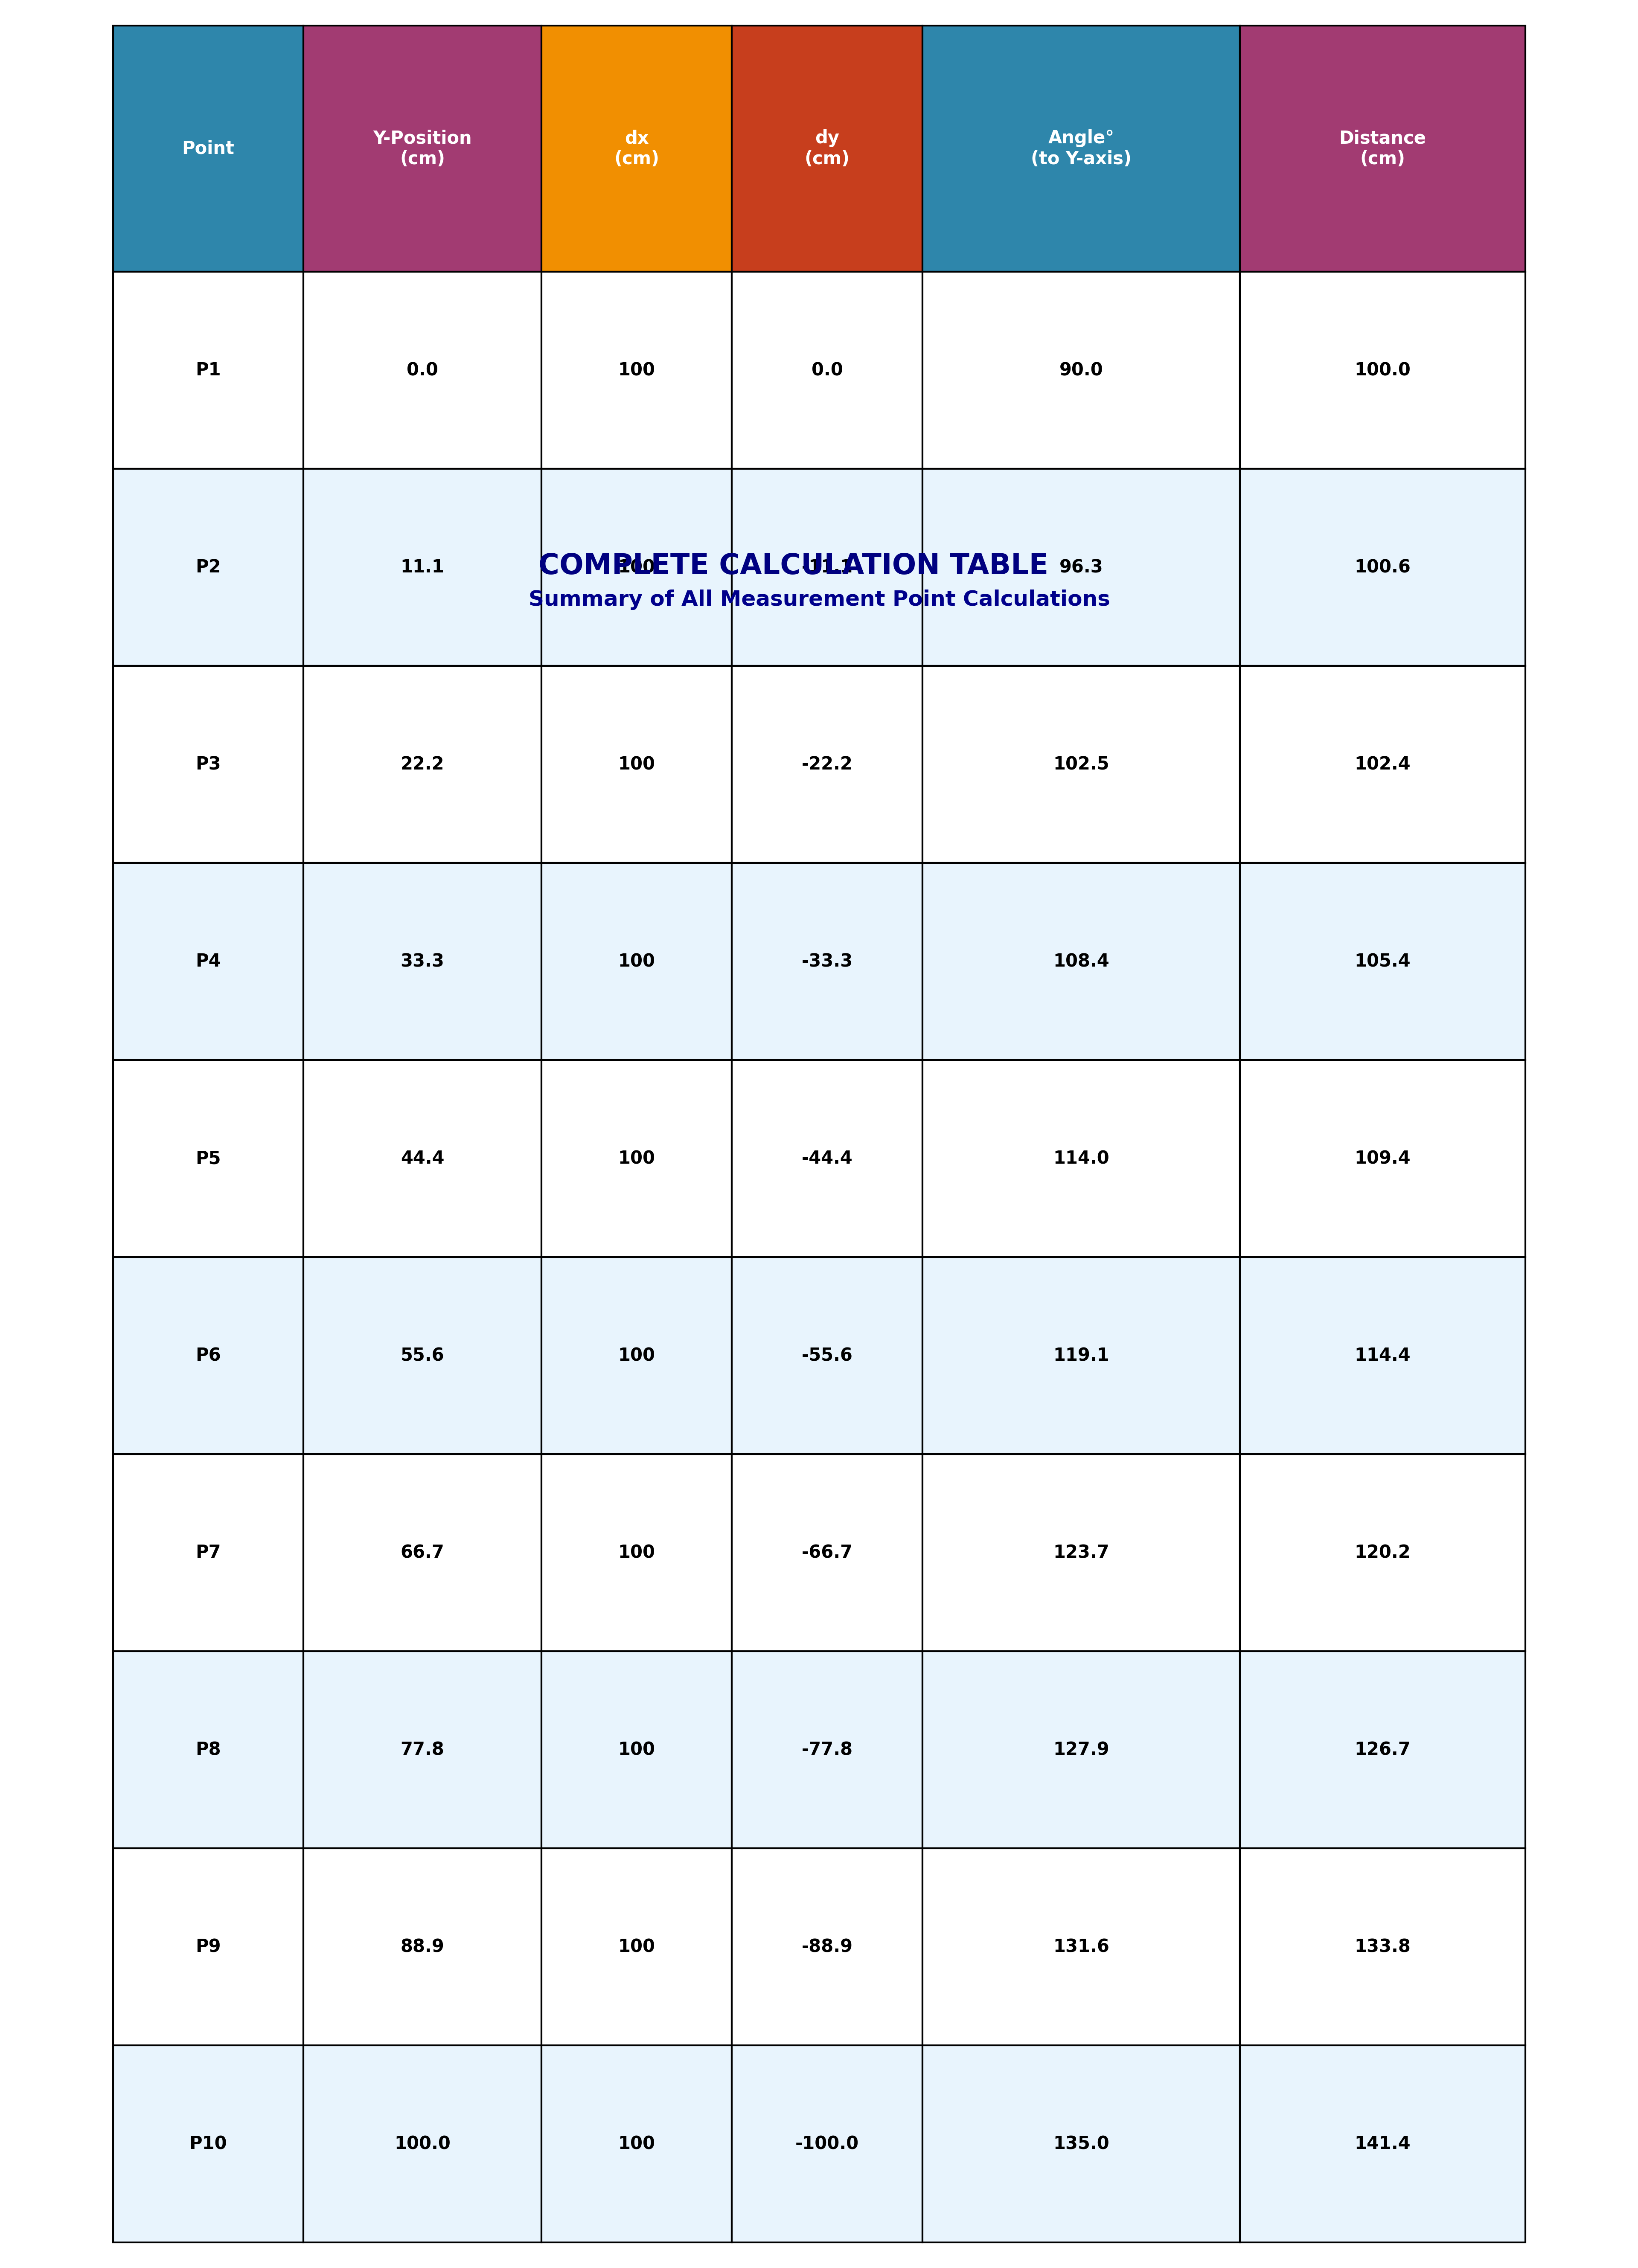 Point Y-Position (cm) dx (cm) dy (cm) Angle° (to Y-axis) Distance (cm)
P1 0.0 100 0.0 90.0 100.0
P2 11.1 100 -11.1 96.3 100.6
COMPLETE CALCULATION TABLE
Summary of All Measurement Point Calculations
P3 22.2 100 -22.2 102.5 102.4
P4 33.3 100 -33.3 108.4 105.4
P5 44.4 100 -44.4 114.0 109.4
P6 55.6 100 -55.6 119.1 114.4
P7 66.7 100 -66.7 123.7 120.2
P8 77.8 100 -77.8 127.9 126.7
P9 88.9 100 -88.9 131.6 133.8
P10 100.0 100 -100.0 135.0 141.4